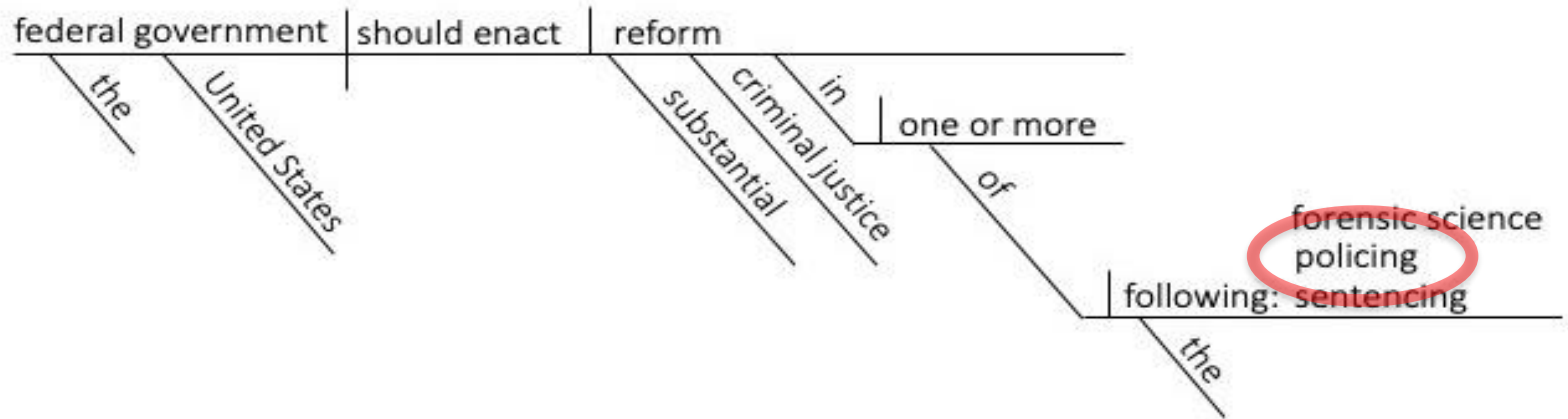 federal government should enact reform
the
United States
substantial
criminal justice
in
one or more
of
forensic science
policing
following: sentencing
the